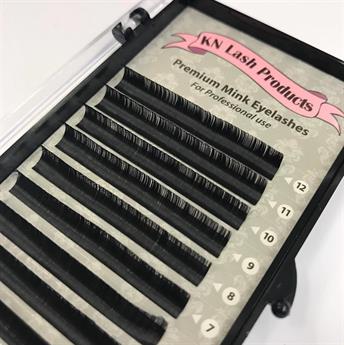 KN Lash Products
Premium Mink Eyelashes
For Professional use
12
11
10
9
8
7